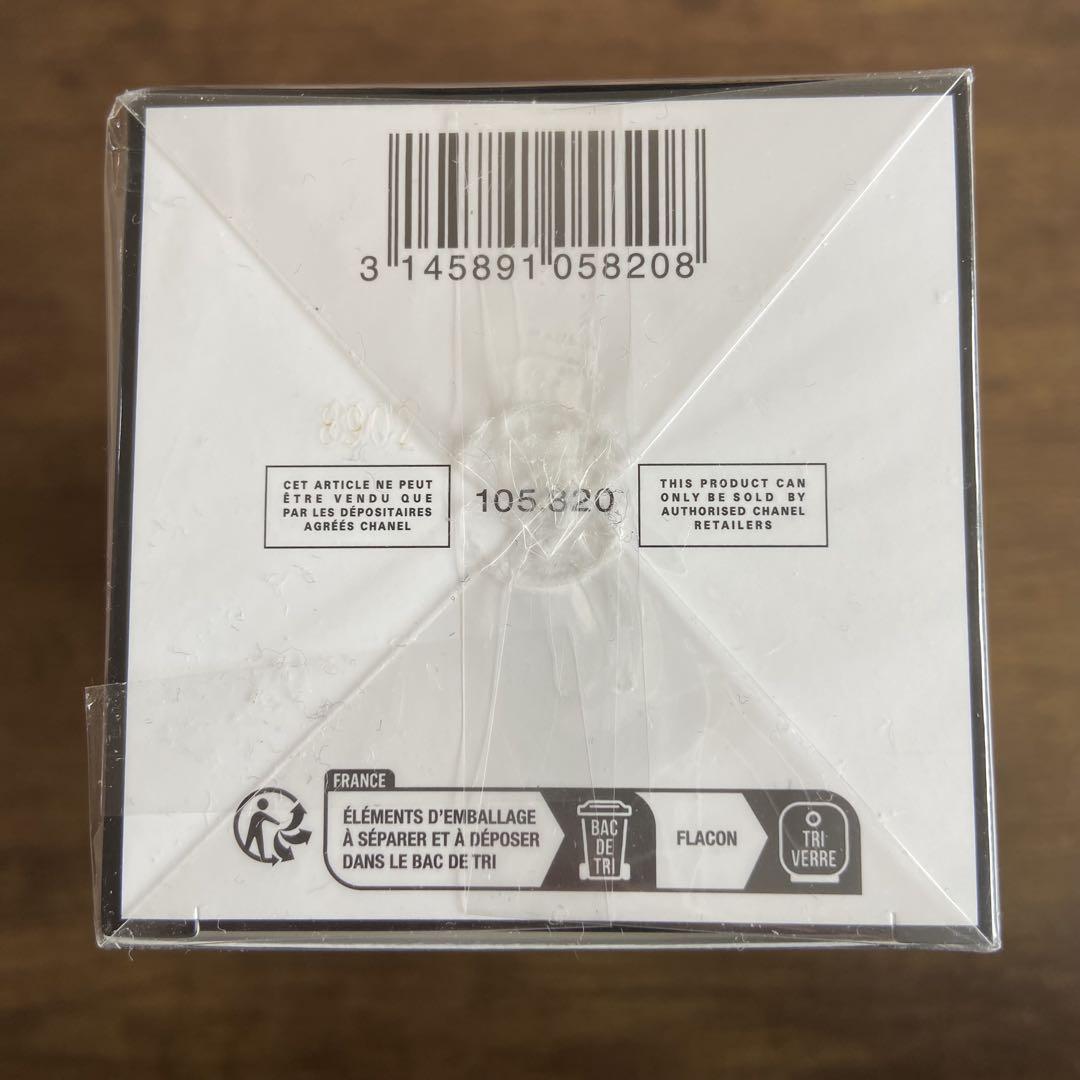 3 145891 058208
8902
CET ARTICLE NE PEUT
ÊTRE VENDU QUE
PAR LES DÉPOSITAIRES
AGRÉÉS CHANEL
105.820
THIS PRODUCT CAN
ONLY BE SOLD BY
AUTHORISED CHANEL
RETAILERS
FRANCE
ÉLÉMENTS D'EMBALLAGE
À SÉPARER ET À DÉPOSER
DANS LE BAC DE TRI
BAC
DE
TRI
FLACON
TRI
VERRE